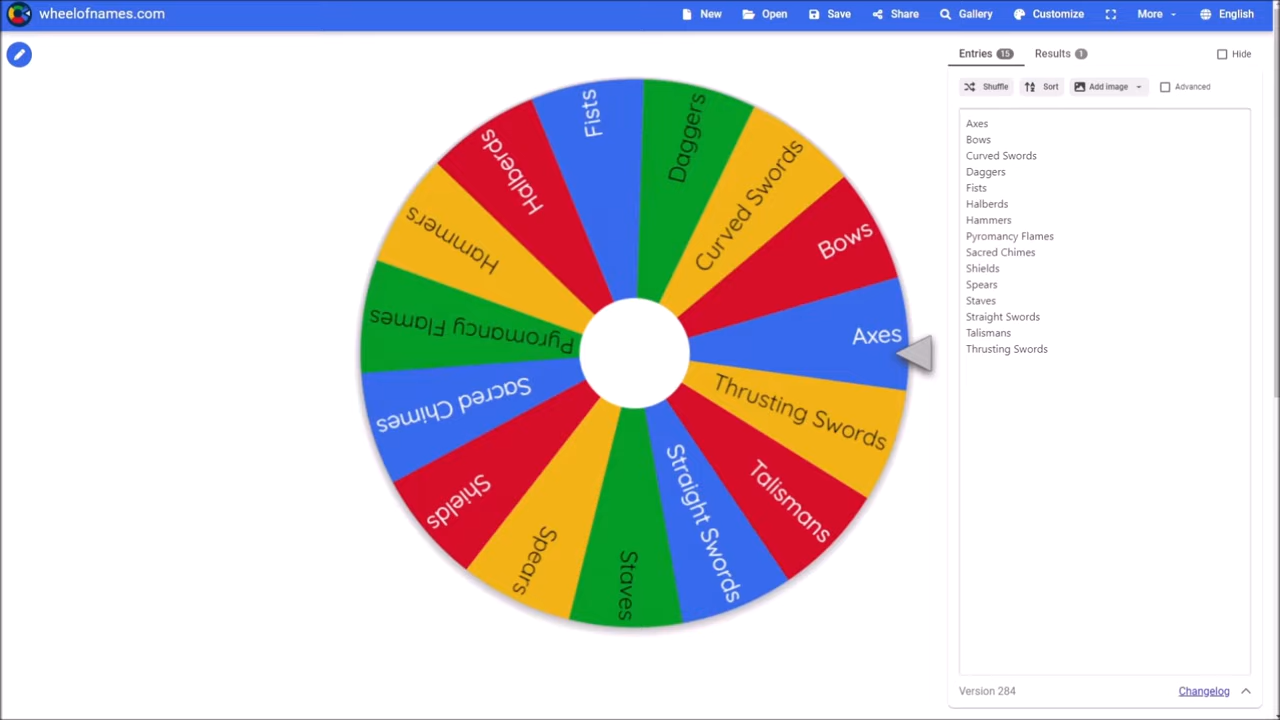 wheelofnames.com
New
Open
Save
Share
Gallery
Customize
More
English
Entries 15
Results 1
Hide
Shuffle
Sort
Add image
Advanced
Axes
Bows
Curved Swords
Daggers
Fists
Halberds
Hammers
Pyromancy Flames
Sacred Chimes
Shields
Spears
Staves
Straight Swords
Talismans
Thrusting Swords
Fists
Daggers
Curved Swords
Bows
Axes
Thrusting Swords
Talismans
Straight Swords
Staves
Spears
Shields
Sacred Chimes
Pyromancy Flames
Hammers
Halberds
Version 284
Changelog